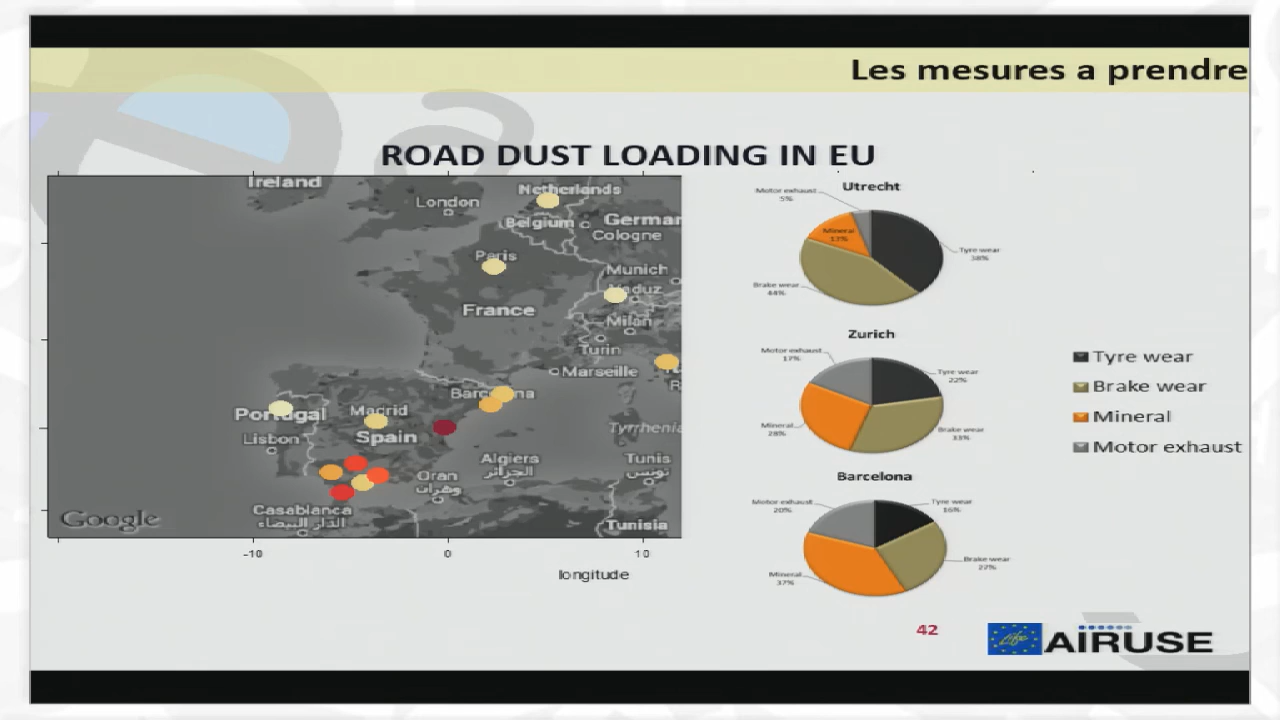 Les mesures a prendre
ROAD DUST LOADING IN EU
Ireland
London
Netherlands
Belgium
German
Cologne
Paris
Munich
Vaduz
France
Milan
Turin
Marseille
Barcelona
Portugal
Madrid
Lisbon
Spain
Tyrrhenia
Algiers
الجزائر
Tunis
تونس
Oran
وهران
Casablanca
الدار البيضاء
Tunisia
Google
-10
0
10
longitude
Utrecht
Motor exhaust
5%
Mineral
13%
Tyre wear
38%
Brake wear
44%
Zurich
Motor exhaust
17%
Tyre wear
22%
Mineral
28%
Brake wear
33%
Barcelona
Motor exhaust
20%
Tyre wear
16%
Brake wear
27%
Mineral
37%
Tyre wear
Brake wear
Mineral
Motor exhaust
42
life
AIRUSE